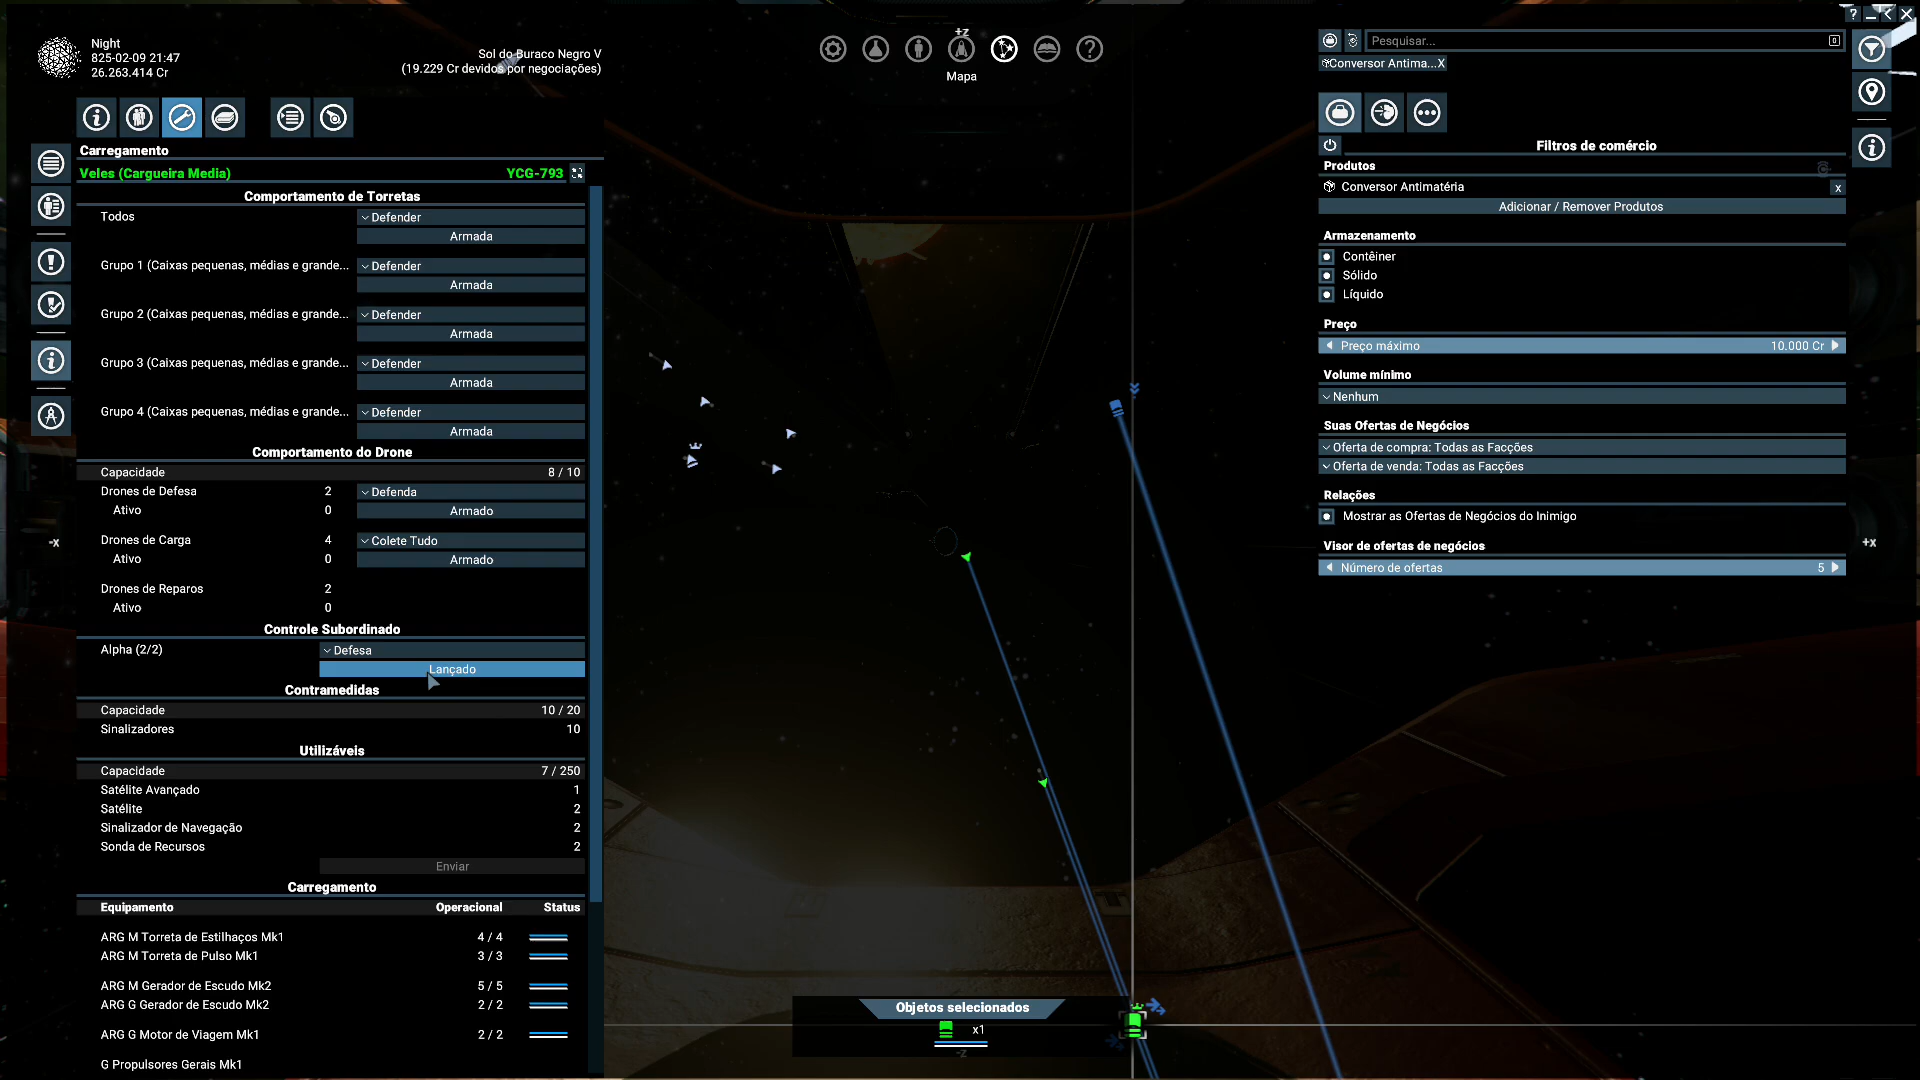 Night
825-02-09 21:47
26.263.414 Cr
Sol do Buraco Negro V
(19.229 Cr devidos por negociações)
+z
Mapa
Carregamento
Veles (Cargueira Media) YCG-793
Comportamento de Torretas
Todos Defender
Armada
Grupo 1 (Caixas pequenas, médias e grande... Defender
Armada
Grupo 2 (Caixas pequenas, médias e grande... Defender
Armada
Grupo 3 (Caixas pequenas, médias e grande... Defender
Armada
Grupo 4 (Caixas pequenas, médias e grande... Defender
Armada
Comportamento do Drone
Capacidade 8 / 10
Drones de Defesa 2 Defenda
Ativo 0 Armado
Drones de Carga 4 Colete Tudo
Ativo 0 Armado
Drones de Reparos 2
Ativo 0
Controle Subordinado
Alpha (2/2) Defesa
Lançado
Contramedidas
Capacidade 10 / 20
Sinalizadores 10
Utilizáveis
Capacidade 7 / 250
Satélite Avançado 1
Satélite 2
Sinalizador de Navegação 2
Sonda de Recursos 2
Enviar
Carregamento
Equipamento Operacional Status
ARG M Torreta de Estilhaços Mk1 4 / 4
ARG M Torreta de Pulso Mk1 3 / 3
ARG M Gerador de Escudo Mk2 5 / 5
ARG G Gerador de Escudo Mk2 2 / 2
ARG G Motor de Viagem Mk1 2 / 2
G Propulsores Gerais Mk1
-x
+x
Objetos selecionados
x1
-z
?
Pesquisar... 0
Conversor Antima...X
Filtros de comércio
Produtos
Conversor Antimatéria x
Adicionar / Remover Produtos
Armazenamento
Contêiner
Sólido
Líquido
Preço
Preço máximo 10.000 Cr
Volume mínimo
Nenhum
Suas Ofertas de Negócios
Oferta de compra: Todas as Facções
Oferta de venda: Todas as Facções
Relações
Mostrar as Ofertas de Negócios do Inimigo
Visor de ofertas de negócios
Número de ofertas 5